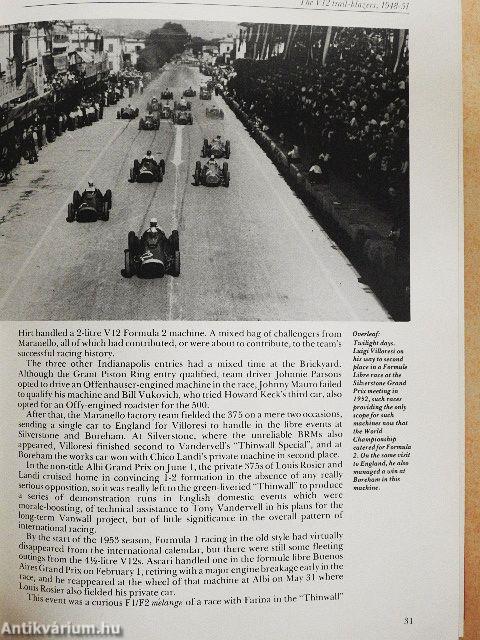 The V12 trail-blazers, 1948-51
Hirt handled a 2-litre V12 Formula 2 machine. A mixed bag of challengers from
Maranello, all of which had contributed, or were about to contribute, to the team's
successful racing history.
The three other Indianapolis entries had a mixed time at the Brickyard.
Although the Grant Piston Ring entry qualified, team driver Johnnie Parsons
opted to drive an Offenhauser-engined machine in the race, Johnny Mauro failed
to qualify his machine and Bill Vukovich, who tried Howard Keck's third car, also
opted for an Offy-engined roadster for the 500.
After that, the Maranello factory team fielded the 375 on a mere two occasions,
sending a single car to England for Villoresi to handle in the libre events at
Silverstone and Boreham. At Silverstone, where the unreliable BRMs also
appeared, Villoresi finished second to Vandervell's "Thinwall Special", and at
Boreham the works car won with Chico Landi's private machine in second place.
In the non-title Albi Grand Prix on June 1, the private 375s of Louis Rosier and
Landi cruised home in convincing 1-2 formation in the absence of any really
serious opposition, so it was really left to the green-liveried "Thinwall" to produce
a series of demonstration runs in English domestic events which were
morale-boosting, of technical assistance to Tony Vandervell in his plans for the
long-term Vanwall project, but of little significance in the overall pattern of
international racing.
By the start of the 1953 season, Formula 1 racing in the old style had virtually
disappeared from the international calendar, but there were still some fleeting
outings from the 4½-litre V12s. Ascari handled one in the formule libre Buenos
Aires Grand Prix on February 1, retiring with a major engine breakage early in the
race, and he reappeared at the wheel of that machine at Albi on May 31 where
Louis Rosier also fielded his private car.
This event was a curious F1/F2 mélange of a race with Farina in the "Thinwall"
Overleaf:
Twilight days.
Luigi Villoresi on
his way to second
place in a Formule
Libre race at the
Silverstone Grand
Prix meeting in
1952, such races
providing the only
scope for such
machines now that
the World
Championship
catered for Formula
2. On the same visit
to England, he also
managed a win at
Boreham in this
machine.
31
Antikvárium.hu